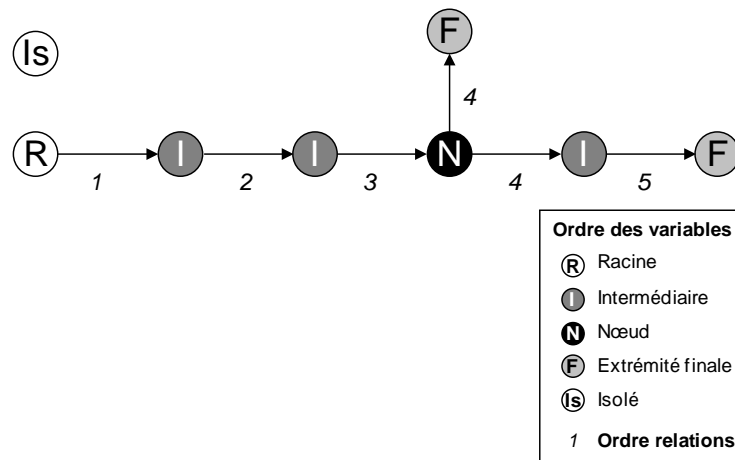 F
Is
4
R I I N I F
1 2 3 4 5
Ordre des variables
R Racine
I Intermédiaire
N Nœud
F Extrémité finale
Is Isolé
1 Ordre relations